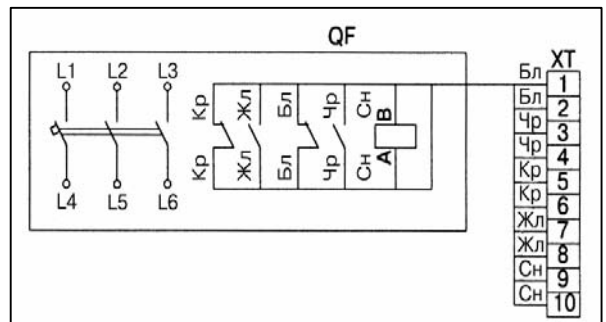 QF
L1 L2 L3
Кр Жл Бл Чр Сн В
Кр Жл Бл Чр Сн А
L4 L5 L6
ХТ
Бл 1
Бл 2
Чр 3
Чр 4
Кр 5
Кр 6
Жл 7
Жл 8
Сн 9
Сн 10